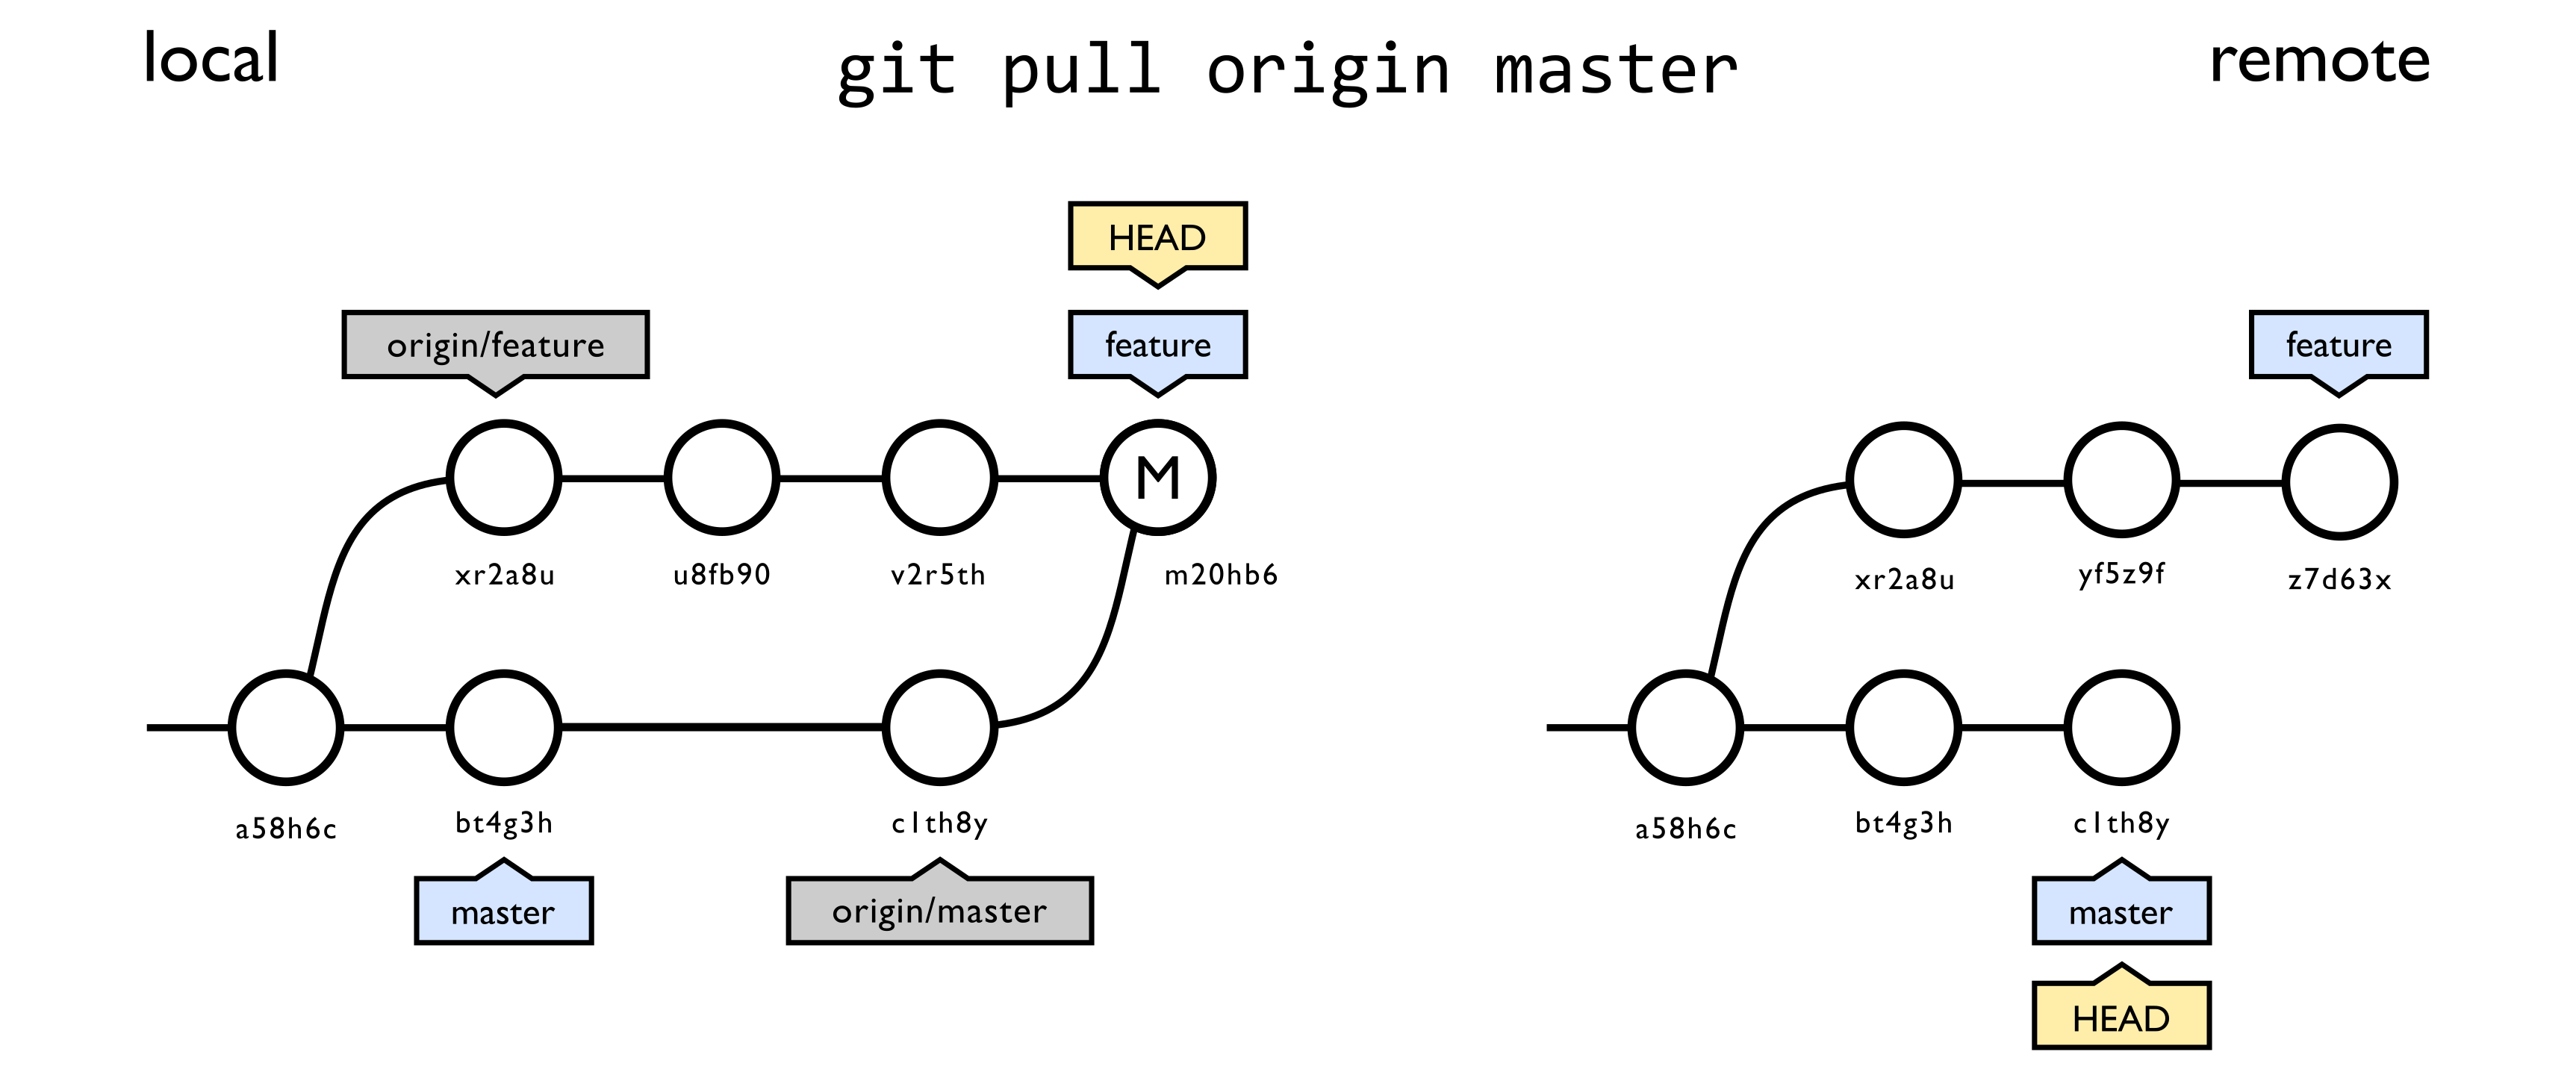 local
git pull origin master
remote
HEAD
origin/feature
feature
feature
M
xr2a8u
u8fb90
v2r5th
m20hb6
xr2a8u
yf5z9f
z7d63x
a58h6c
bt4g3h
c1th8y
a58h6c
bt4g3h
c1th8y
master
origin/master
master
HEAD